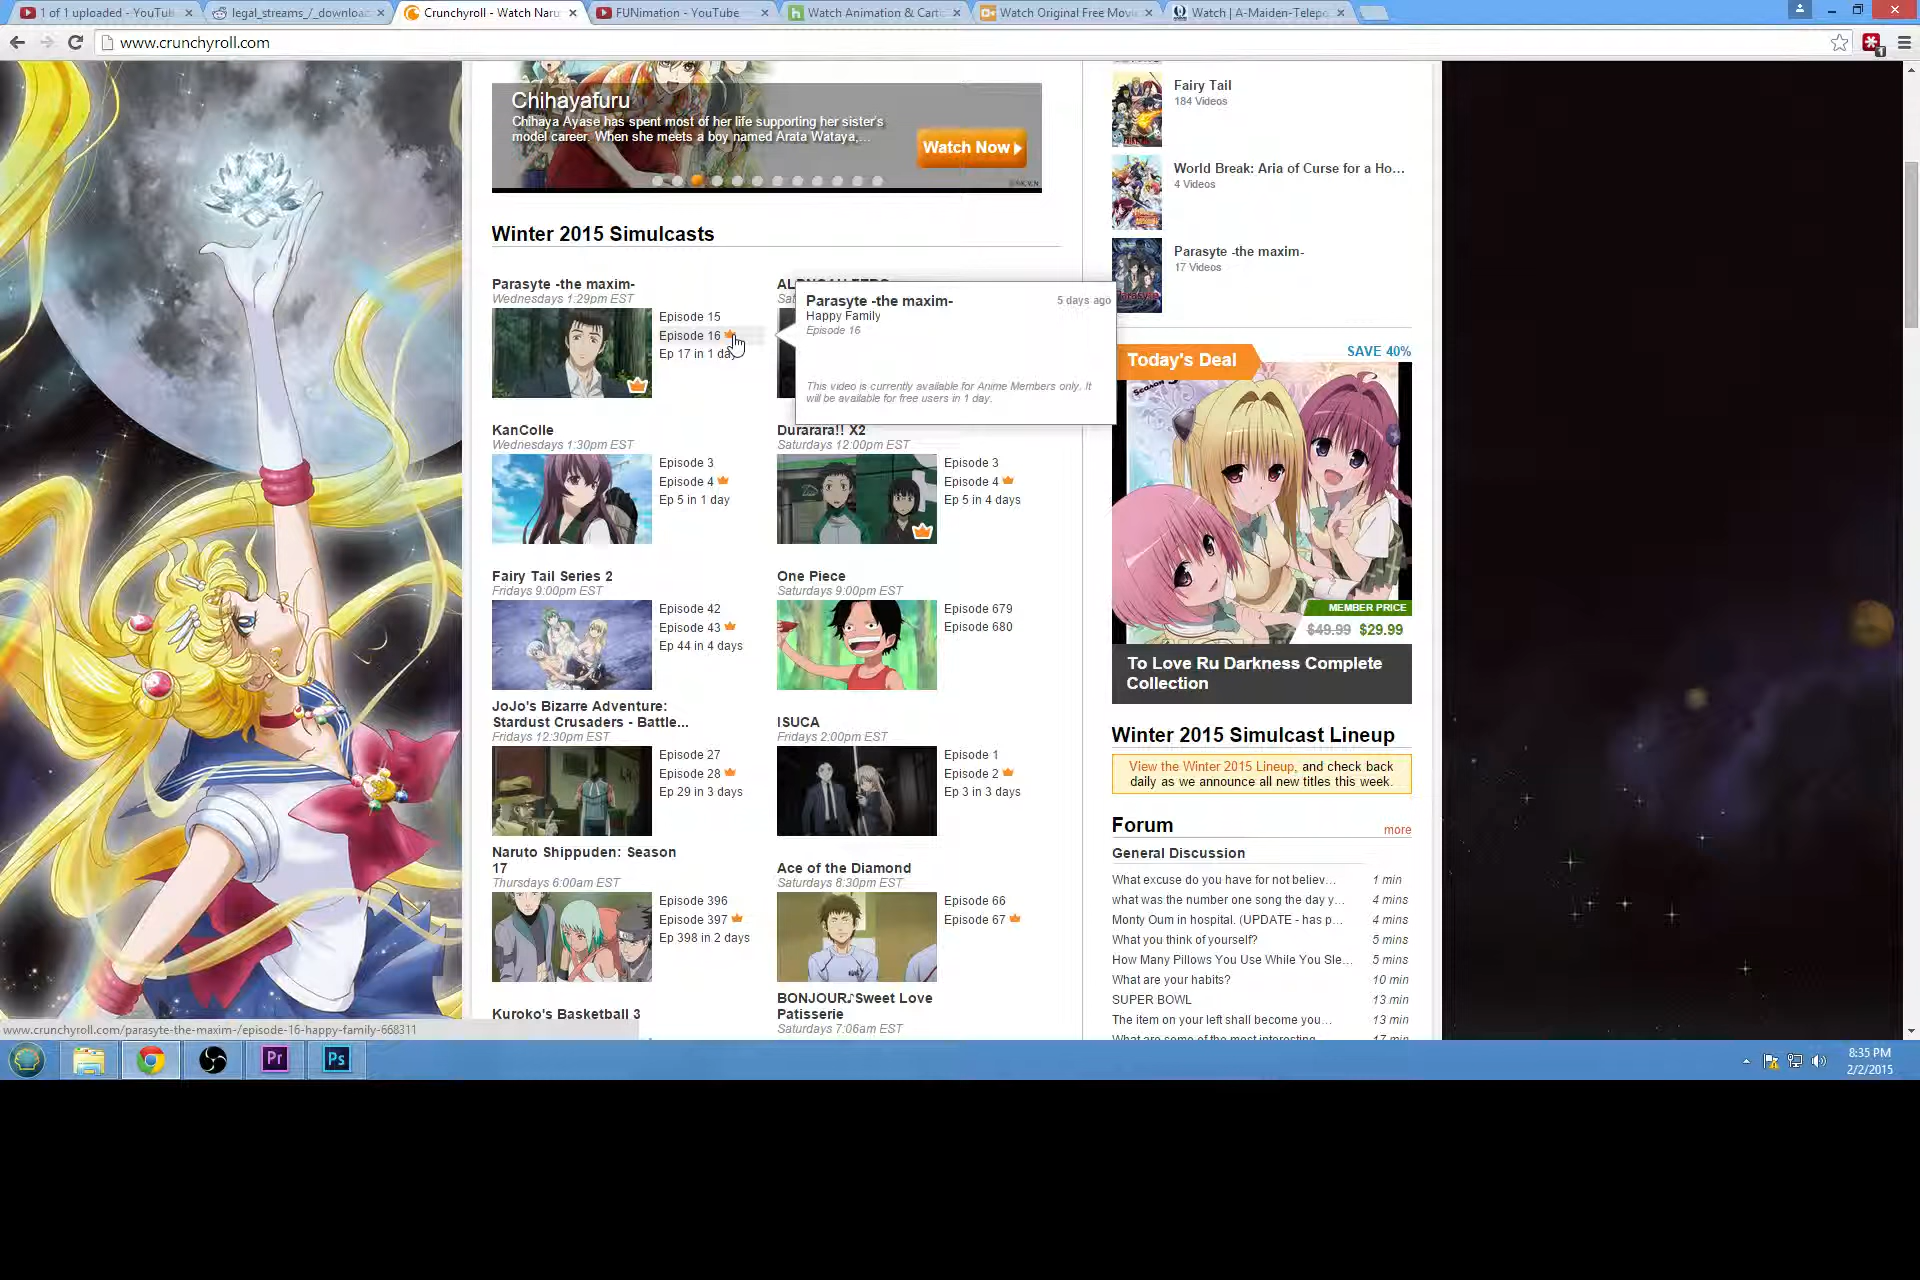 1 of 1 uploaded - YouTu
legal_streams_/_downloa
Crunchyroll - Watch Naru
FUNimation - YouTube
Watch Animation & Cart
Watch Original Free Movi
Watch | A-Maiden-Telepo
www.crunchyroll.com
Chihayafuru
Chihaya Ayase has spent most of her life supporting her sister's
model career. When she meets a boy named Arata Wataya,...
Watch Now
Winter 2015 Simulcasts
Parasyte -the maxim-
Wednesdays 1:29pm EST
Episode 15
Episode 16
Ep 17 in 1 day
Parasyte -the maxim-
5 days ago
Happy Family
Episode 16
This video is currently available for Anime Members only. It
will be available for free users in 1 day.
KanColle
Wednesdays 1:30pm EST
Episode 3
Episode 4
Ep 5 in 1 day
Durarara!! X2
Saturdays 12:00pm EST
Episode 3
Episode 4
Ep 5 in 4 days
Fairy Tail Series 2
Fridays 9:00pm EST
Episode 42
Episode 43
Ep 44 in 4 days
One Piece
Saturdays 9:00pm EST
Episode 679
Episode 680
JoJo's Bizarre Adventure:
Stardust Crusaders - Battle...
Fridays 12:30pm EST
Episode 27
Episode 28
Ep 29 in 3 days
ISUCA
Fridays 2:00pm EST
Episode 1
Episode 2
Ep 3 in 3 days
Naruto Shippuden: Season
17
Thursdays 6:00am EST
Episode 396
Episode 397
Ep 398 in 2 days
Ace of the Diamond
Saturdays 8:30pm EST
Episode 66
Episode 67
Kuroko's Basketball 3
BONJOUR♪Sweet Love
Patisserie
Saturdays 7:06am EST
Fairy Tail
184 Videos
World Break: Aria of Curse for a Ho...
4 Videos
Parasyte -the maxim-
17 Videos
Today's Deal
SAVE 40%
MEMBER PRICE
$49.99 $29.99
To Love Ru Darkness Complete
Collection
Winter 2015 Simulcast Lineup
View the Winter 2015 Lineup, and check back
daily as we announce all new titles this week.
Forum
more
General Discussion
What excuse do you have for not believ... 1 min
what was the number one song the day y... 4 mins
Monty Oum in hospital. (UPDATE - has p... 4 mins
What you think of yourself? 5 mins
How Many Pillows You Use While You Sle... 5 mins
What are your habits? 10 min
SUPER BOWL 13 min
The item on your left shall become you... 13 min
What are some of the most interesting 17 min
www.crunchyroll.com/parasyte-the-maxim-/episode-16-happy-family-668311
Pr
Ps
8:35 PM
2/2/2015